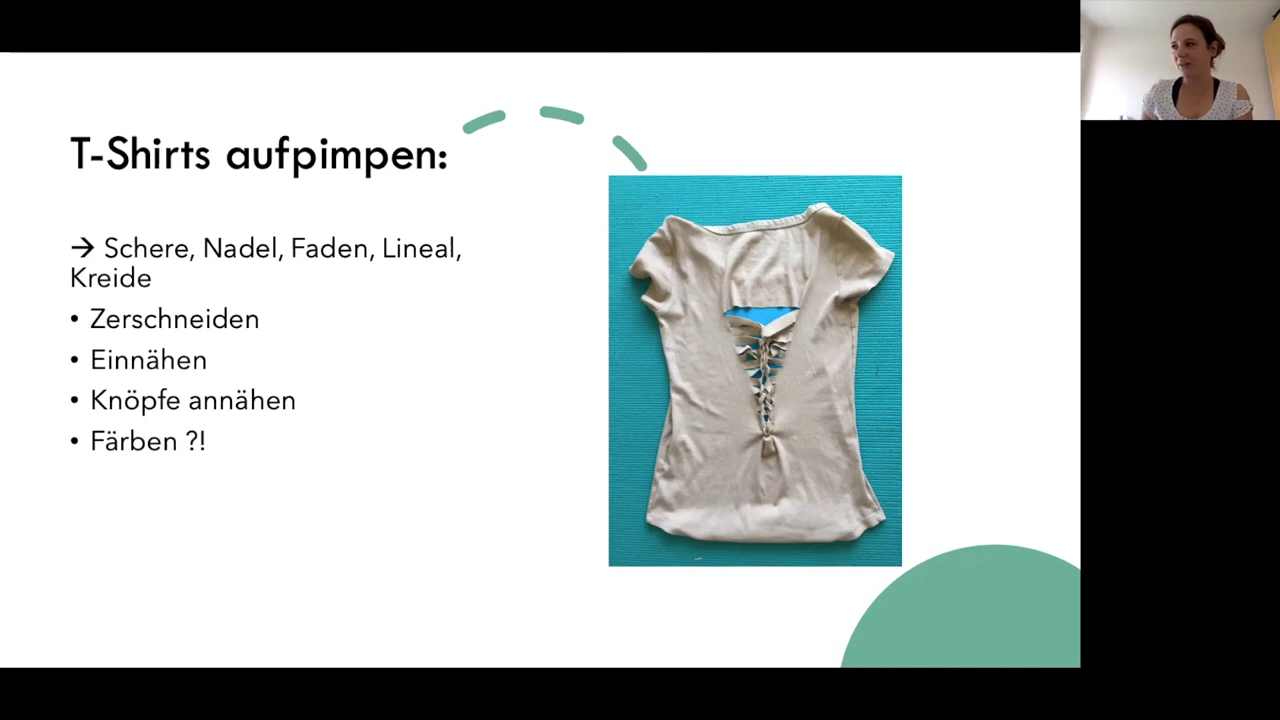 T-Shirts aufpimpen:
→ Schere, Nadel, Faden, Lineal,
Kreide
• Zerschneiden
• Einnähen
• Knöpfe annähen
• Färben ?!